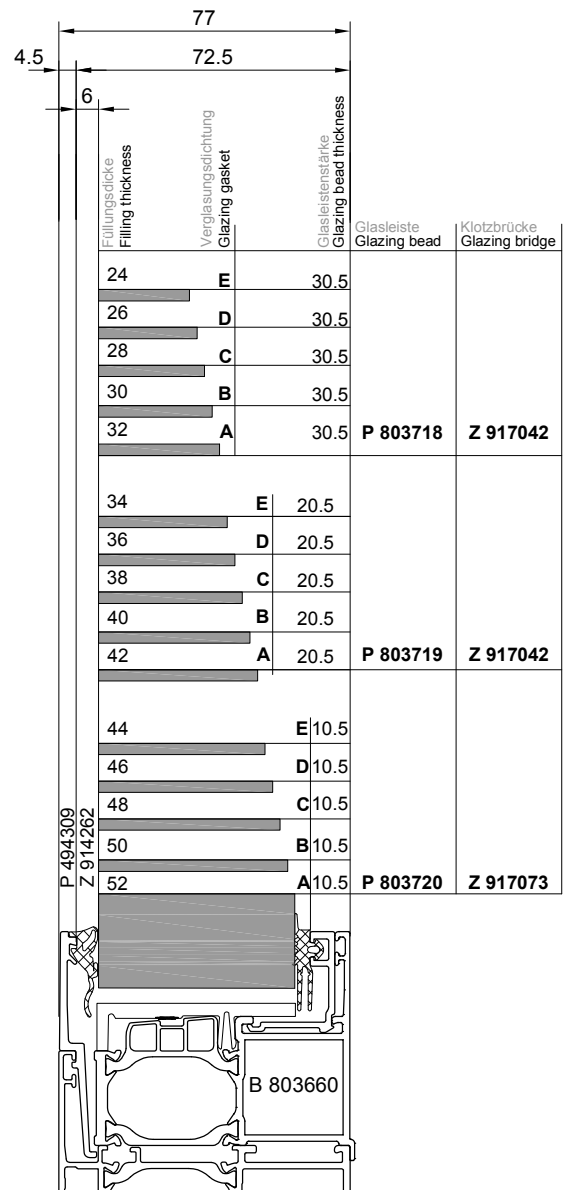 77
4.5 72.5
6
Füllungsdicke
Filling thickness
Verglasungsdichtung
Glazing gasket
Glasleistenstärke
Glazing bead thickness
Glasleiste
Glazing bead
Klotzbrücke
Glazing bridge
24 E 30.5
26 D 30.5
28 C 30.5
30 B 30.5
32 A 30.5 P 803718 Z 917042
34 E 20.5
36 D 20.5
38 C 20.5
40 B 20.5
42 A 20.5 P 803719 Z 917042
44 E 10.5
46 D 10.5
48 C 10.5
50 B 10.5
52 A 10.5 P 803720 Z 917073
P 494309
Z 914262
B 803660